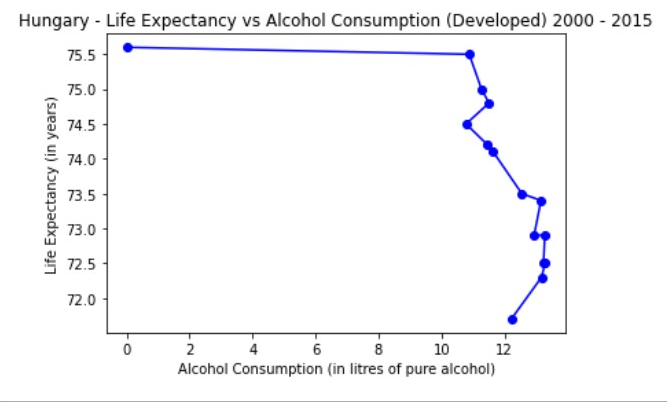 Hungary - Life Expectancy vs Alcohol Consumption (Developed) 2000 - 2015
Life Expectancy (in years)
75.5
75.0
74.5
74.0
73.5
73.0
72.5
72.0
0 2 4 6 8 10 12
Alcohol Consumption (in litres of pure alcohol)